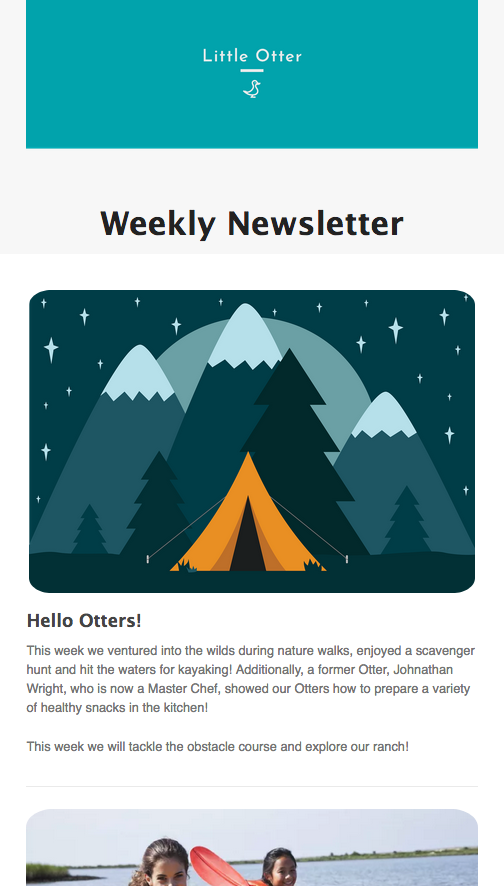 Little Otter
Weekly Newsletter
Hello Otters!
This week we ventured into the wilds during nature walks, enjoyed a scavenger
hunt and hit the waters for kayaking! Additionally, a former Otter, Johnathan
Wright, who is now a Master Chef, showed our Otters how to prepare a variety
of healthy snacks in the kitchen!
This week we will tackle the obstacle course and explore our ranch!